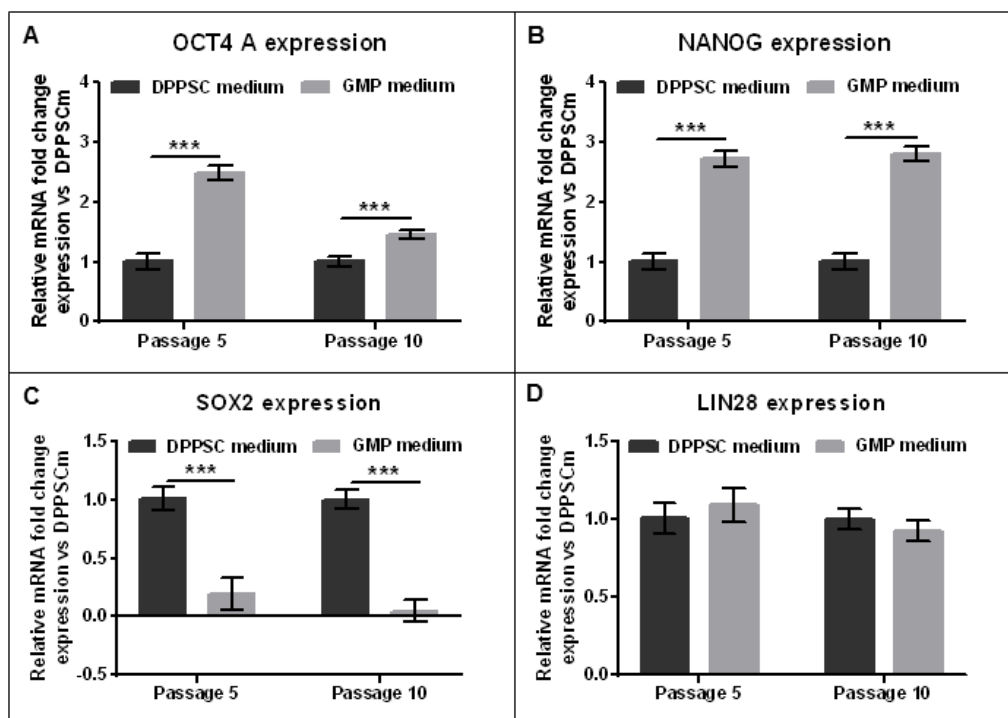 A
OCT4 A expression
DPPSC medium
GMP medium
Relative mRNA fold change
expression vs DPPSCm
4
3
2
1
0
***
***
Passage 5
Passage 10
B
NANOG expression
DPPSC medium
GMP medium
Relative mRNA fold change
expression vs DPPSCm
4
3
2
1
0
***
***
Passage 5
Passage 10
C
SOX2 expression
DPPSC medium
GMP medium
Relative mRNA fold change
expression vs DPPSCm
1.5
1.0
0.5
0.0
-0.5
***
***
Passage 5
Passage 10
D
LIN28 expression
DPPSC medium
GMP medium
Relative mRNA fold change
expression vs DPPSCm
1.5
1.0
0.5
0.0
Passage 5
Passage 10